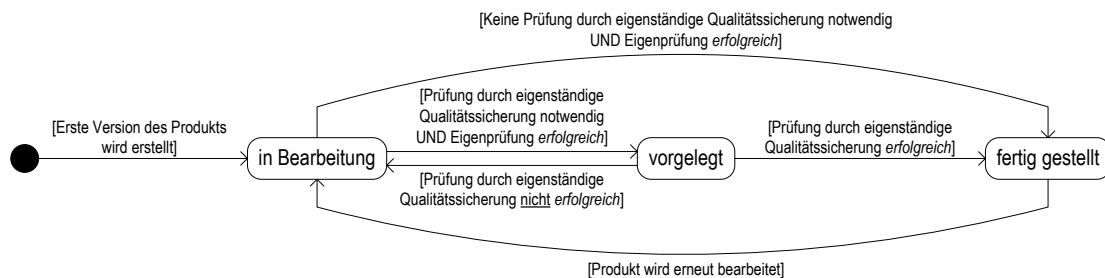 [Keine Prüfung durch eigenständige Qualitätssicherung notwendig
UND Eigenprüfung erfolgreich]
[Prüfung durch eigenständige
Qualitätssicherung notwendig
UND Eigenprüfung erfolgreich]
[Erste Version des Produkts
wird erstellt]
[Prüfung durch eigenständige
Qualitätssicherung erfolgreich]
in Bearbeitung
vorgelegt
fertig gestellt
[Prüfung durch eigenständige
Qualitätssicherung nicht erfolgreich]
[Produkt wird erneut bearbeitet]